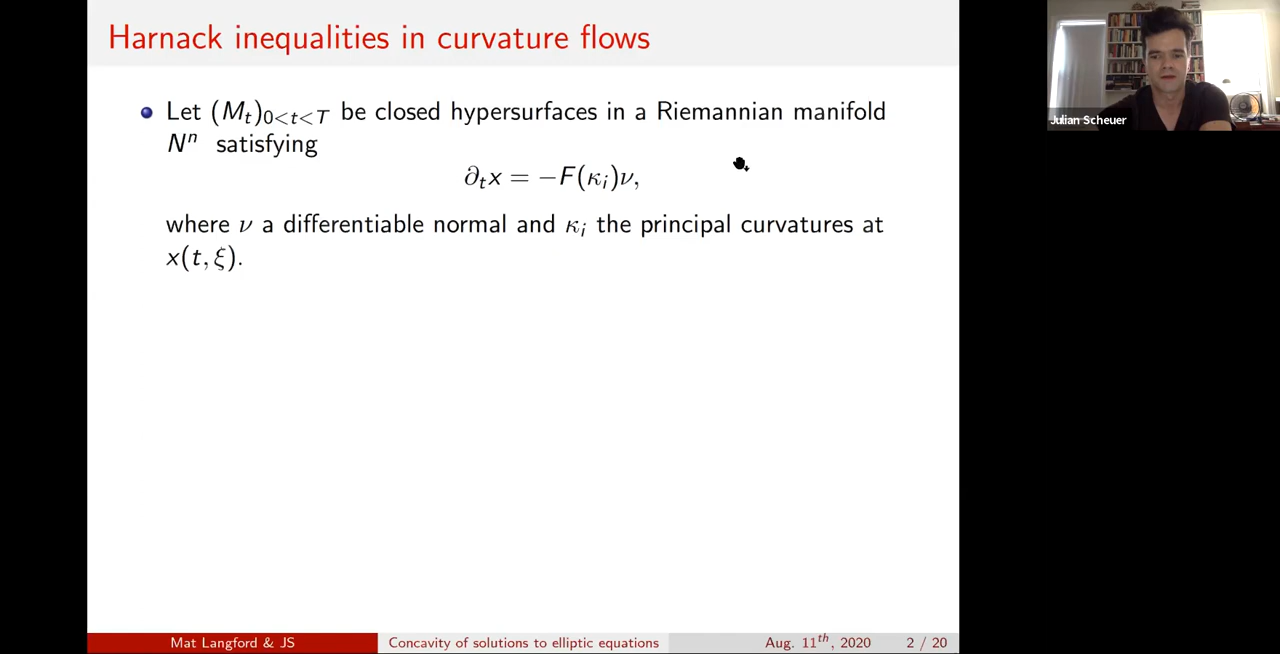 Harnack inequalities in curvature flows
Let (M_t)_{0<t<T} be closed hypersurfaces in a Riemannian manifold
N^n satisfying
∂_t x = −F(κ_i)ν,
where ν a differentiable normal and κ_i the principal curvatures at
x(t, ξ).
Mat Langford & JS
Concavity of solutions to elliptic equations
Aug. 11^{th}, 2020
2 / 20
Julian Scheuer